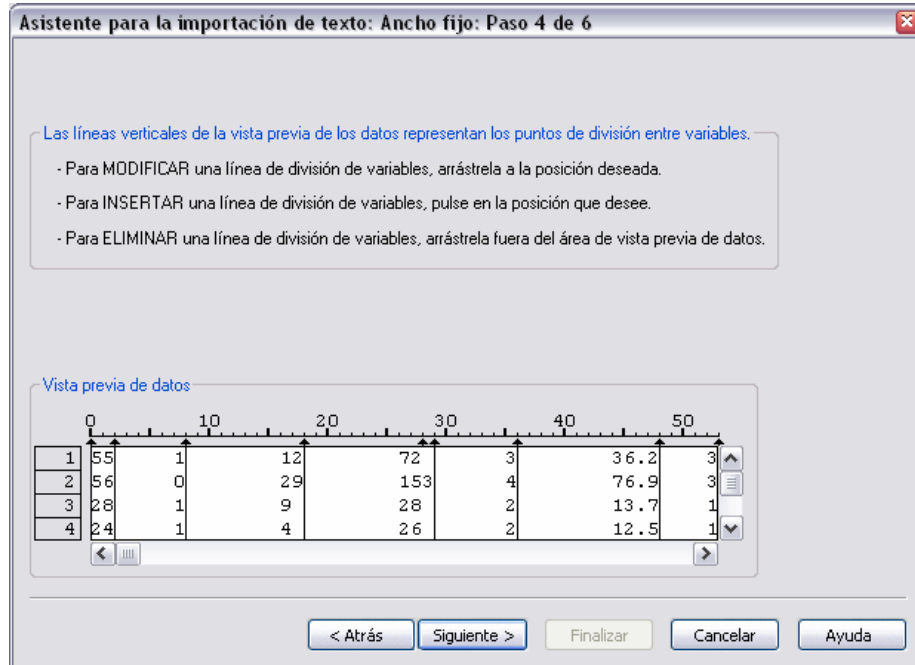 Asistente para la importación de texto: Ancho fijo: Paso 4 de 6
Las líneas verticales de la vista previa de los datos representan los puntos de división entre variables.
- Para MODIFICAR una línea de división de variables, arrástrela a la posición deseada.
- Para INSERTAR una línea de división de variables, pulse en la posición que desee.
- Para ELIMINAR una línea de división de variables, arrástrela fuera del área de vista previa de datos.
Vista previa de datos
0 10 20 30 40 50
1 55 1 12 72 3 36.2 3
2 56 0 29 153 4 76.9 3
3 28 1 9 28 2 13.7 1
4 24 1 4 26 2 12.5 1
< Atrás Siguiente > Finalizar Cancelar Ayuda